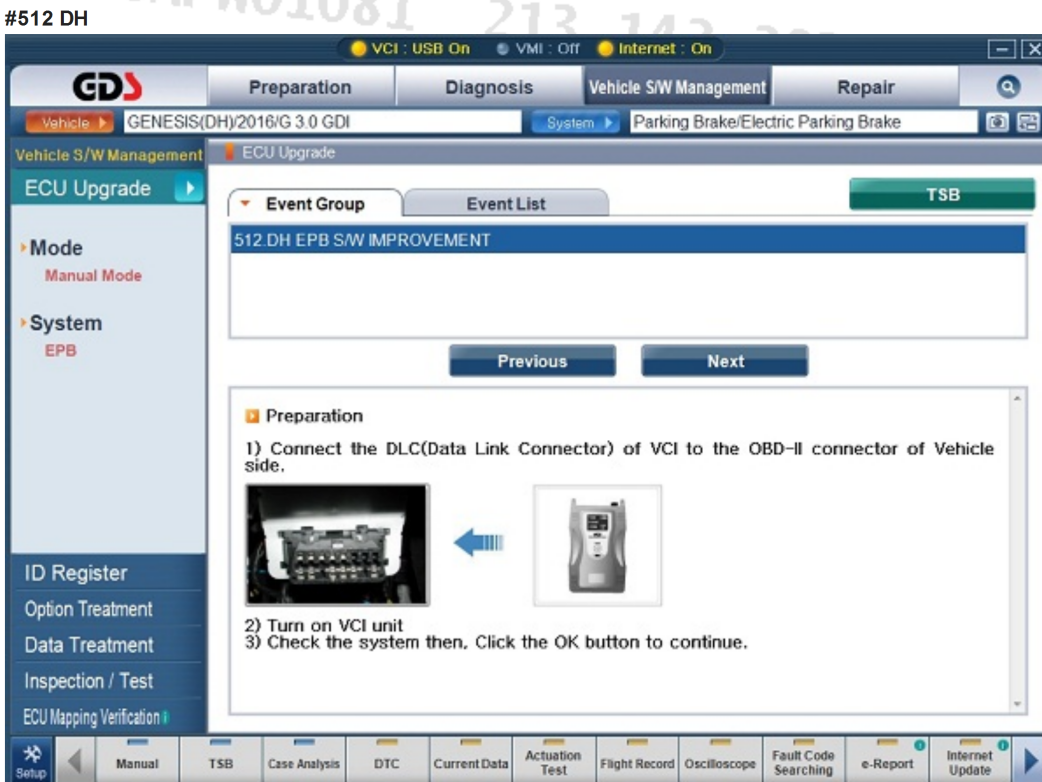 #512 DH
VCI : USB On VMI : Off Internet : On
GDS Preparation Diagnosis Vehicle S/W Management Repair
Vehicle GENESIS(DH)/2016/G 3.0 GDI System Parking Brake/Electric Parking Brake
Vehicle S/W Management
ECU Upgrade
ECU Upgrade
Event Group Event List TSB
512.DH EPB S/W IMPROVEMENT
Mode
Manual Mode
System
EPB
Previous Next
Preparation
1) Connect the DLC(Data Link Connector) of VCI to the OBD-II connector of Vehicle
side.
2) Turn on VCI unit
3) Check the system then, Click the OK button to continue.
ID Register
Option Treatment
Data Treatment
Inspection / Test
ECU Mapping Verification
Setup Manual TSB Case Analysis DTC Current Data Actuation Test Flight Record Oscilloscope Fault Code Searching e-Report Internet Update